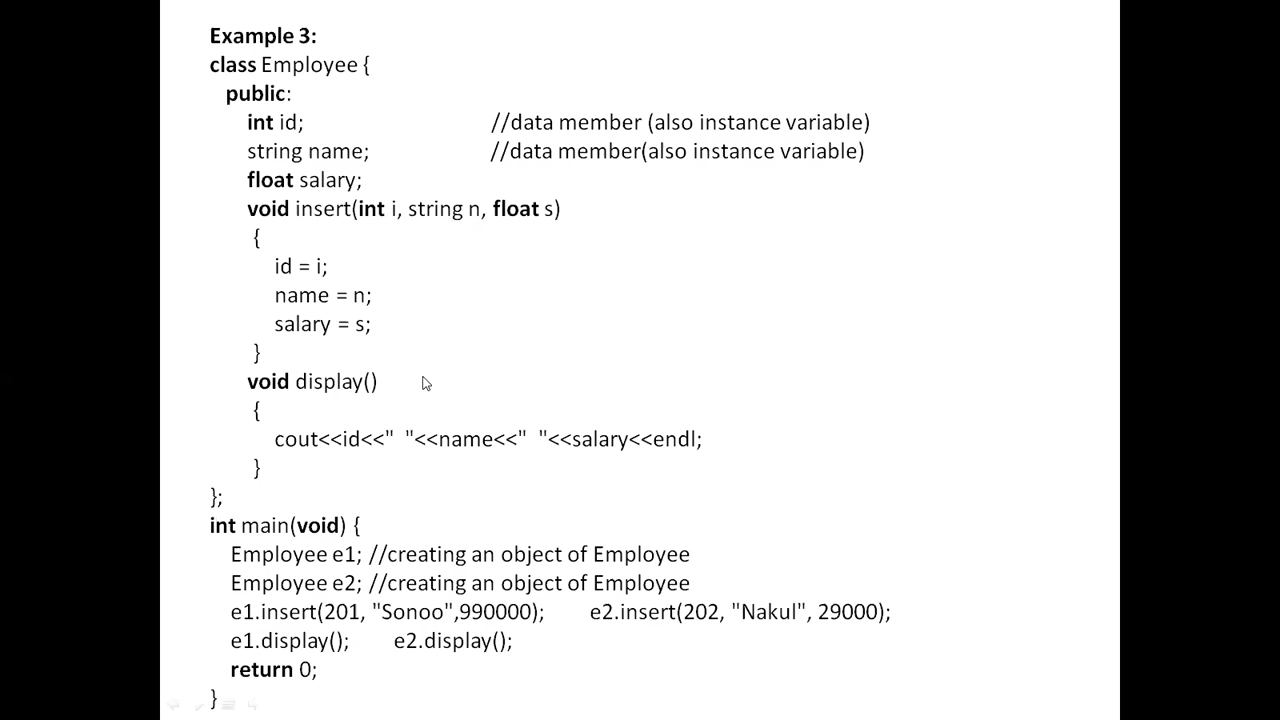 Example 3:
class Employee {
public:
int id; //data member (also instance variable)
string name; //data member(also instance variable)
float salary;
void insert(int i, string n, float s)
{
id = i;
name = n;
salary = s;
}
void display()
{
cout<<id<<"  "<<name<<"  "<<salary<<endl;
}
};
int main(void) {
Employee e1; //creating an object of Employee
Employee e2; //creating an object of Employee
e1.insert(201, "Sonoo",990000); e2.insert(202, "Nakul", 29000);
e1.display(); e2.display();
return 0;
}